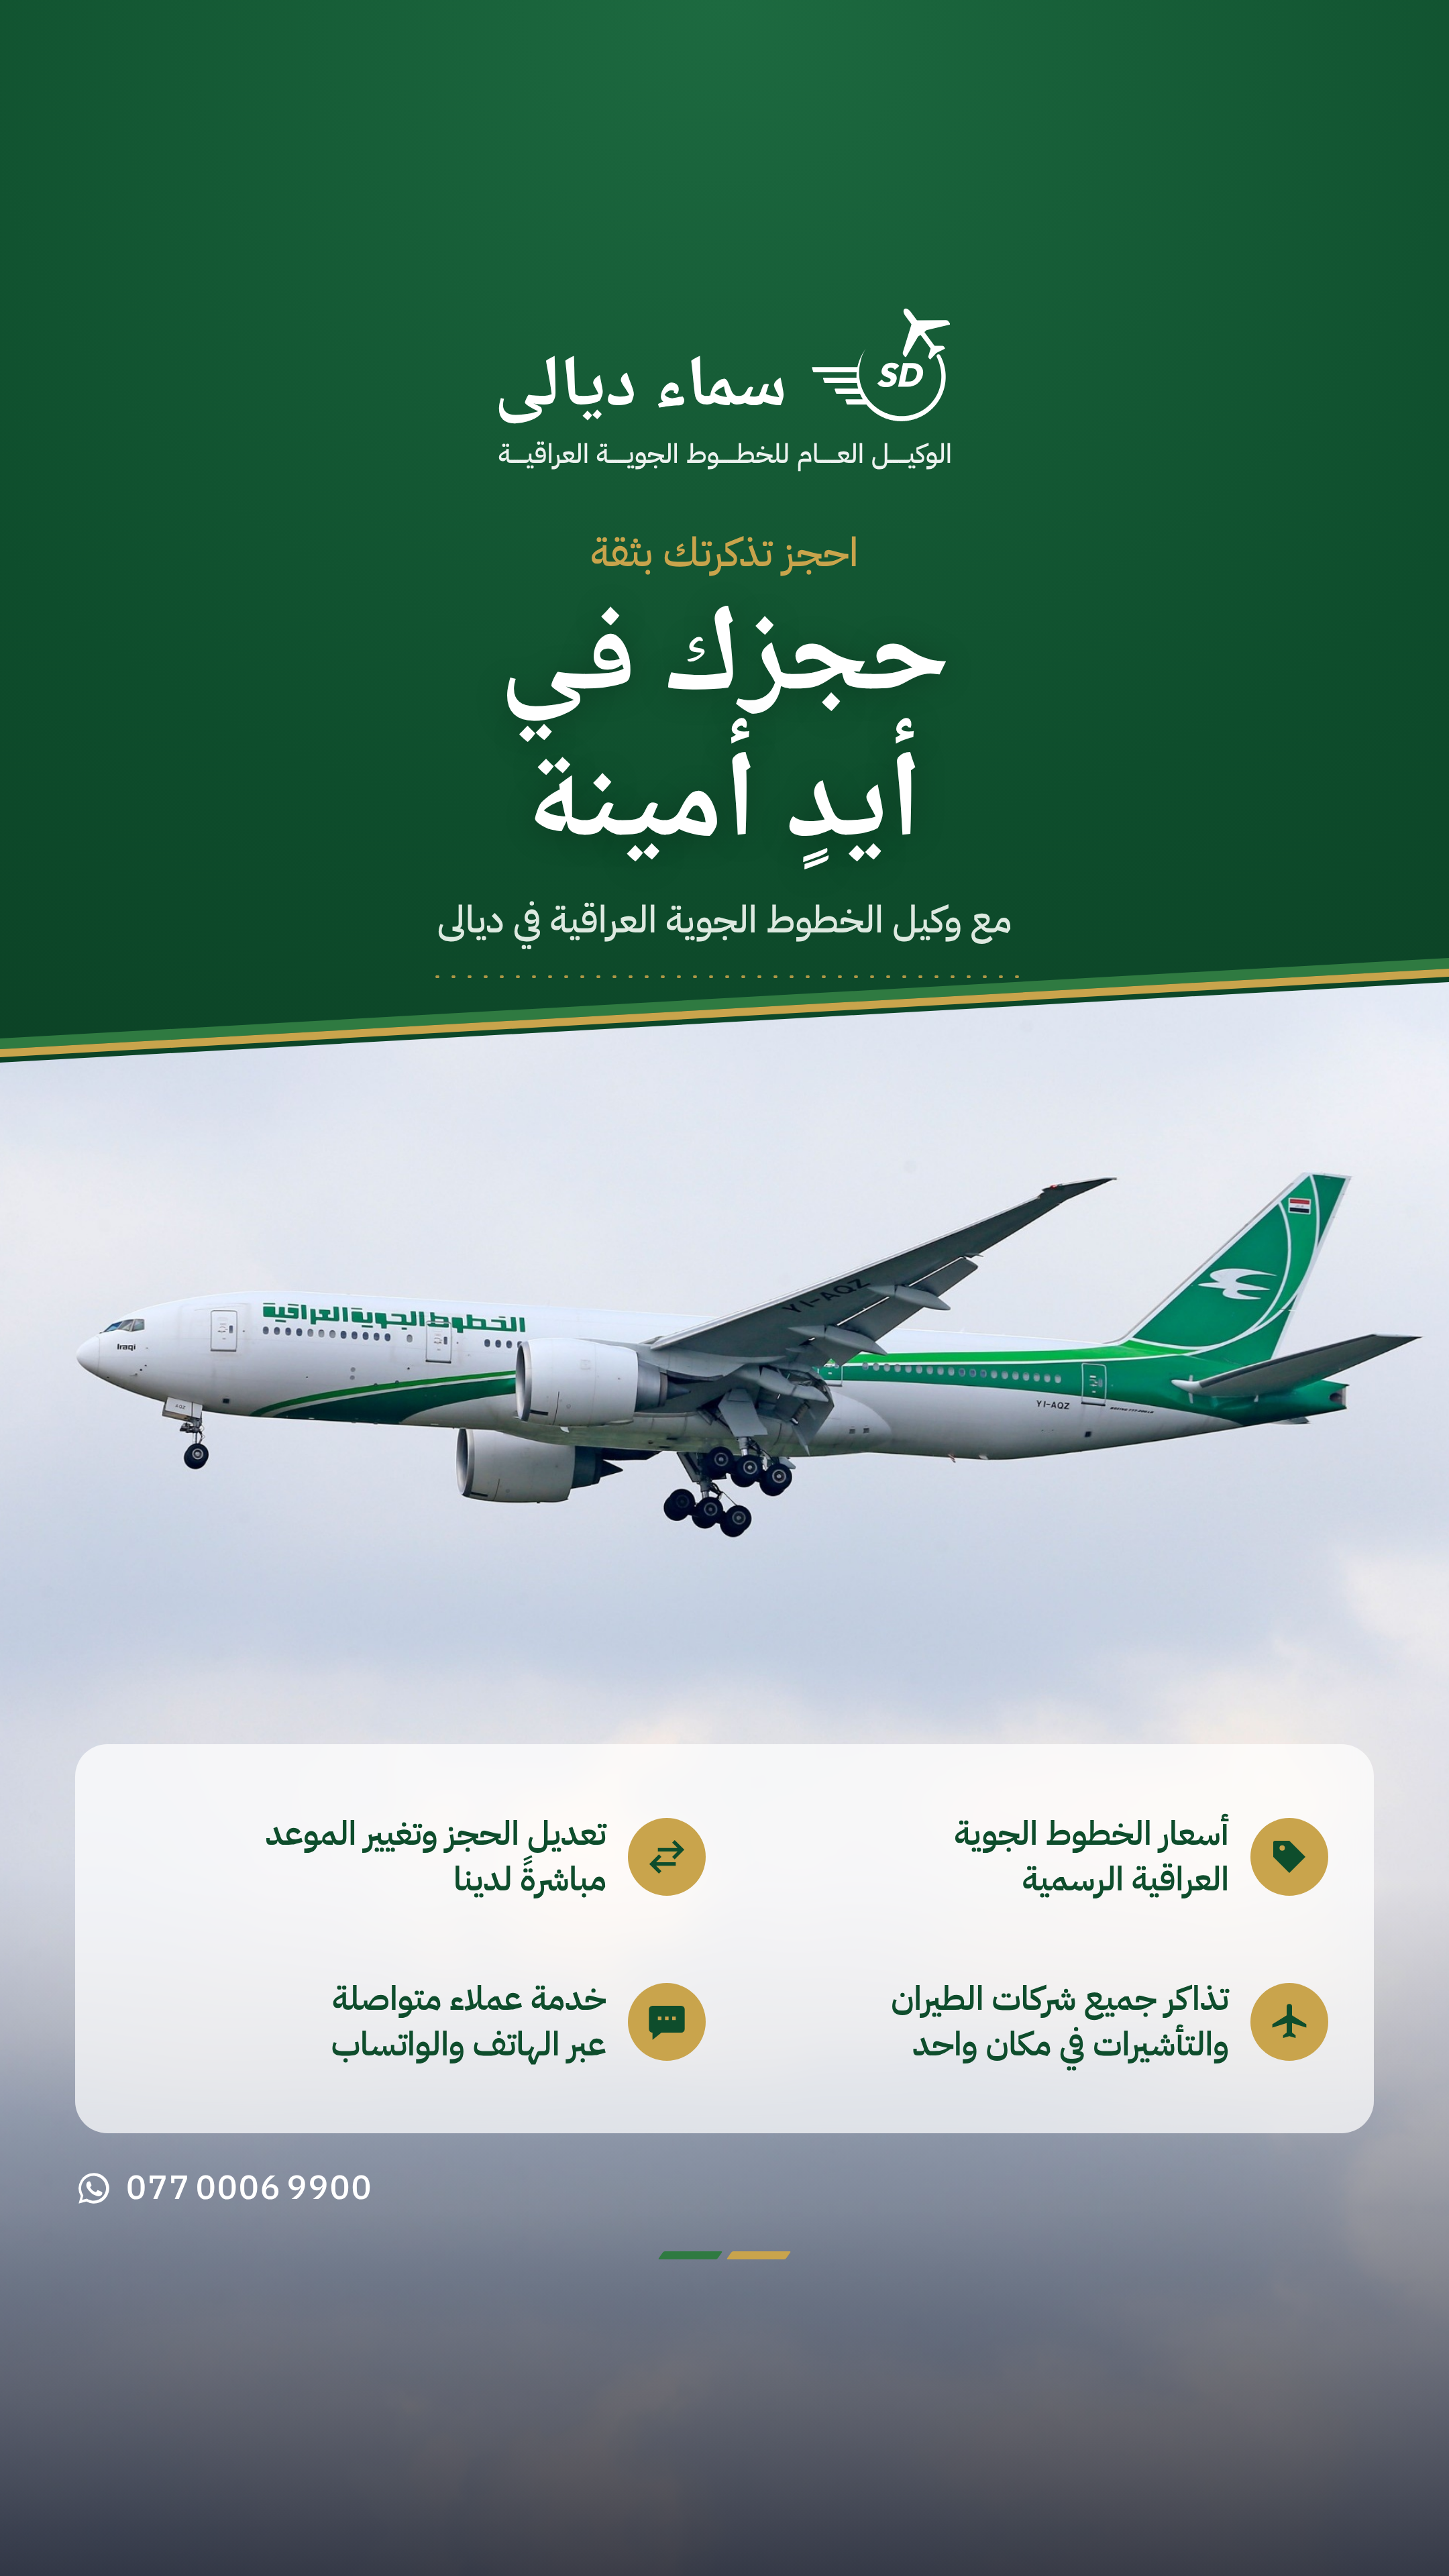 SD
سماء ديالى
الوكيـــل العـــام للخطـــوط الجويـــة العراقيـــة
احجز تذكرتك بثقة
حجزك في
أيدٍ أمينة
مع وكيل الخطوط الجوية العراقية في ديالى
YI-AQZ
الخطوط الجوية العراقية
Iraqi
YI-AQZ
AQZ
أسعار الخطوط الجوية
العراقية الرسمية
تعديل الحجز وتغيير الموعد
مباشرةً لدينا
تذاكر جميع شركات الطيران
والتأشيرات في مكان واحد
خدمة عملاء متواصلة
عبر الهاتف والواتساب
077 0006 9900